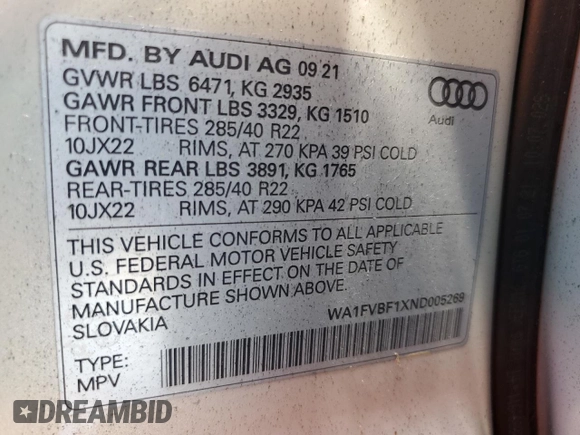 MFD. BY AUDI AG 09 21
GVWR LBS 6471, KG 2935
GAWR FRONT LBS 3329, KG 1510
FRONT-TIRES 285/40 R22
10JX22 RIMS, AT 270 KPA 39 PSI COLD
GAWR REAR LBS 3891, KG 1765
REAR-TIRES 285/40 R22
10JX22 RIMS, AT 290 KPA 42 PSI COLD
Audi
THIS VEHICLE CONFORMS TO ALL APPLICABLE
U.S. FEDERAL MOTOR VEHICLE SAFETY
STANDARDS IN EFFECT ON THE DATE OF
MANUFACTURE SHOWN ABOVE.
SLOVAKIA
WA1FVBF1XND005269
TYPE:
MPV
DREAMBID